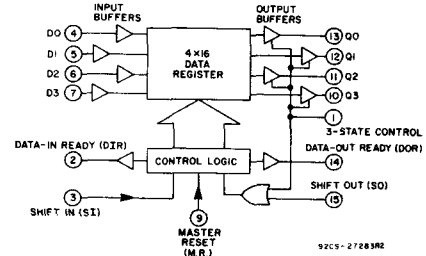 INPUT BUFFERS
OUTPUT BUFFERS
D0 4
D1 5
D2 6
D3 7
4 X 16 DATA REGISTER
13 Q0
12 Q1
11 Q2
10 Q3
1
3-STATE CONTROL
DATA-IN READY (DIR)
2
CONTROL LOGIC
DATA-OUT READY (DOR)
14
3
SHIFT IN (SI)
9
MASTER RESET (M.R.)
SHIFT OUT (SO)
15
92CS-27283R2